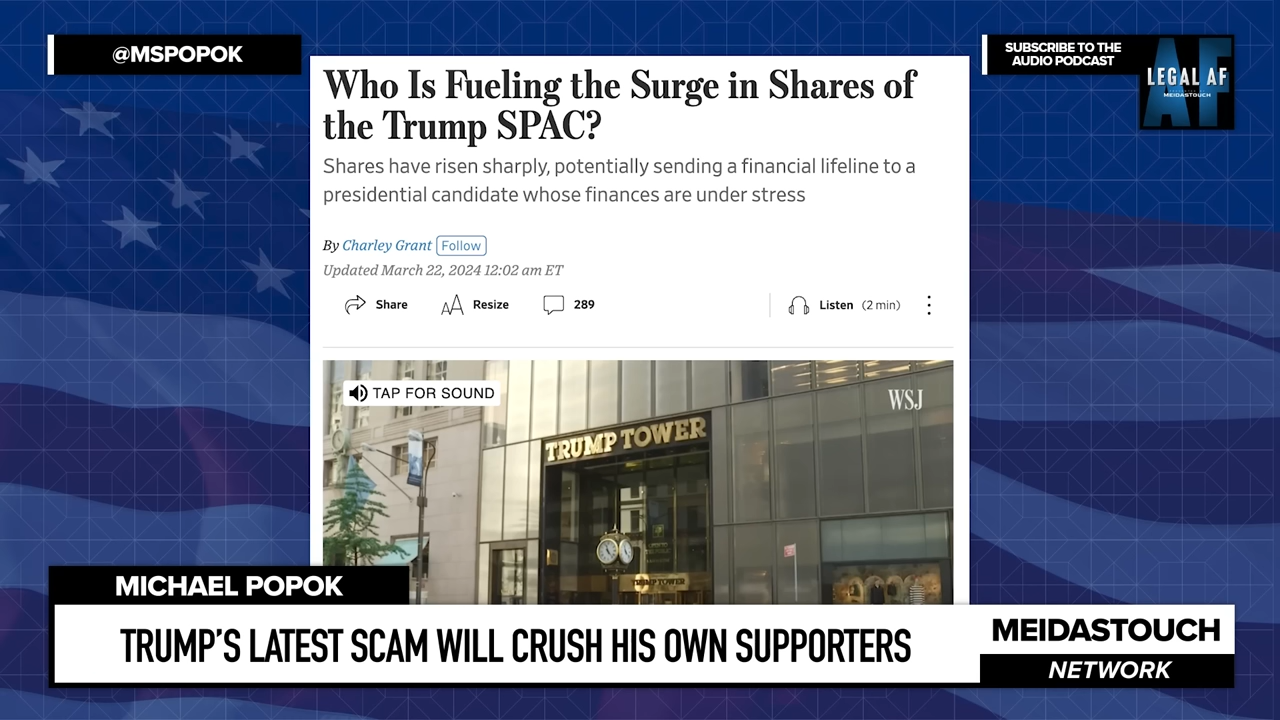 @MSPOPOK
SUBSCRIBE TO THE
AUDIO PODCAST
LEGAL AF
MEIDASTOUCH
Who Is Fueling the Surge in Shares of
the Trump SPAC?
Shares have risen sharply, potentially sending a financial lifeline to a
presidential candidate whose finances are under stress
By Charley Grant Follow
Updated March 22, 2024 12:02 am ET
Share Resize 289 Listen (2 min)
TAP FOR SOUND
WSJ
TRUMP TOWER
TRUMP TOWER
MICHAEL POPOK
TRUMP'S LATEST SCAM WILL CRUSH HIS OWN SUPPORTERS
MEIDASTOUCH
NETWORK